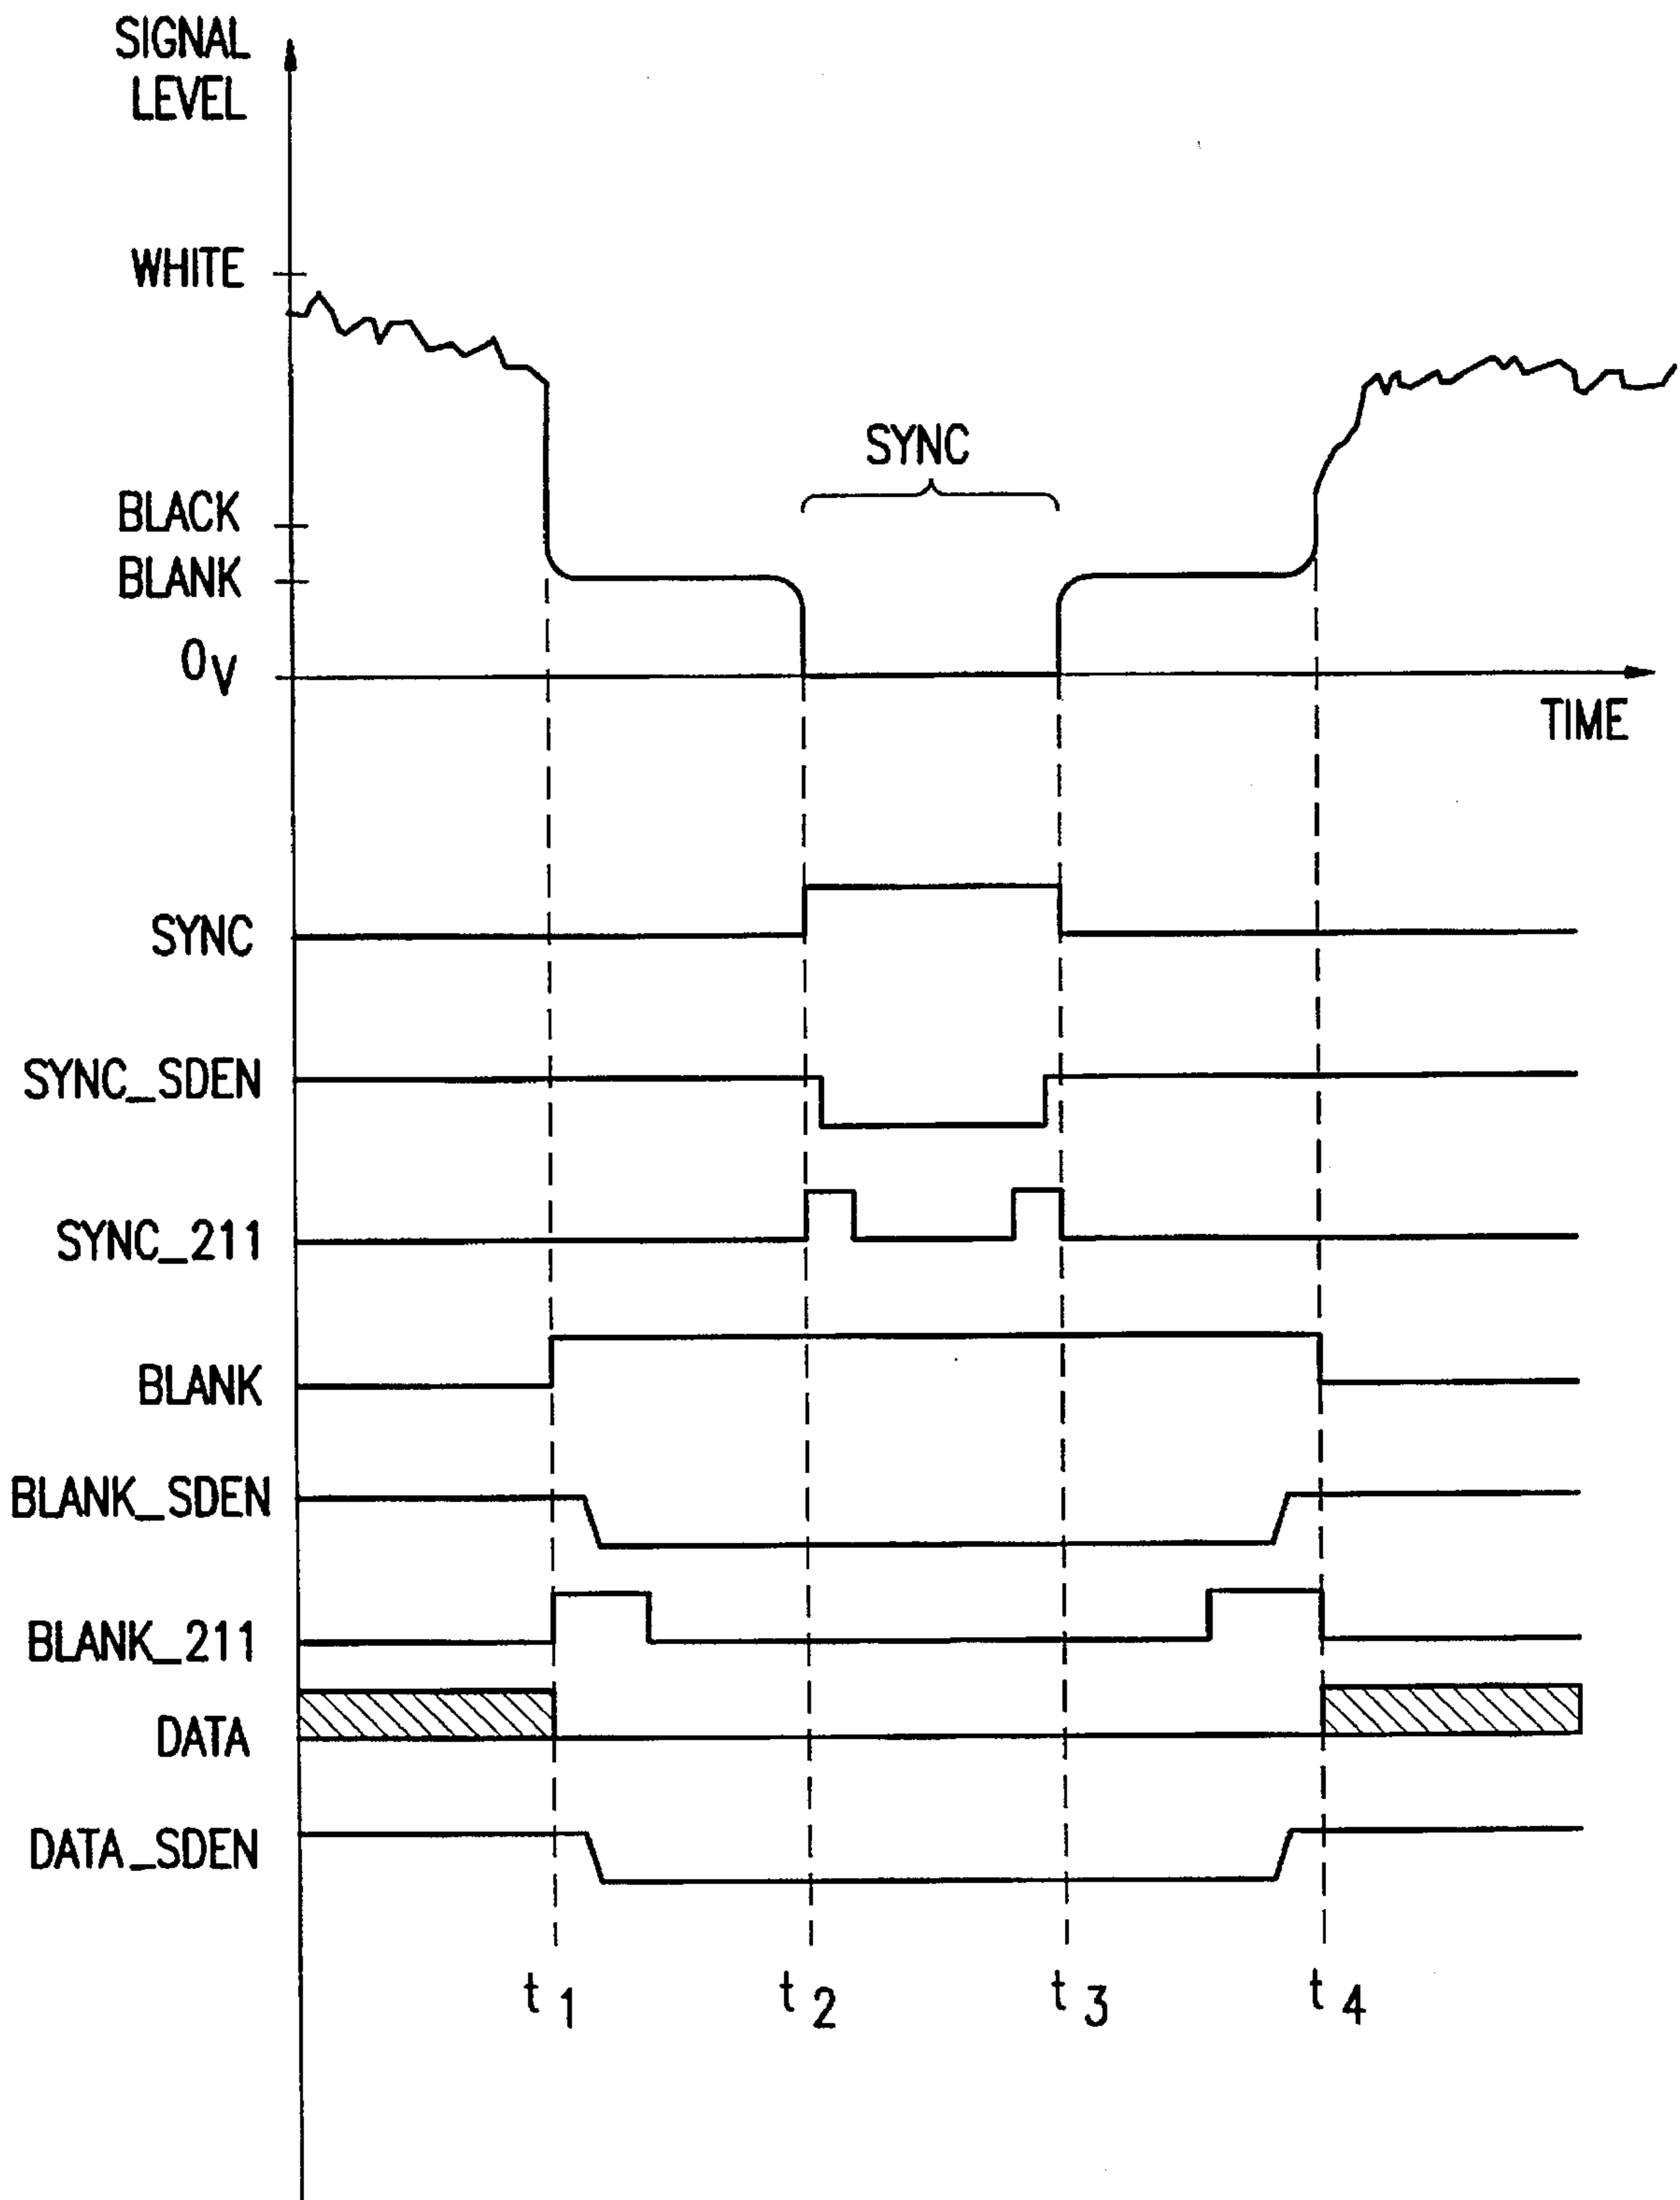 SIGNAL
LEVEL
WHITE
SYNC
BLACK
BLANK
0V
TIME
SYNC
SYNC_SDEN
SYNC_211
BLANK
BLANK_SDEN
BLANK_211
DATA
DATA_SDEN
t1 t2 t3 t4